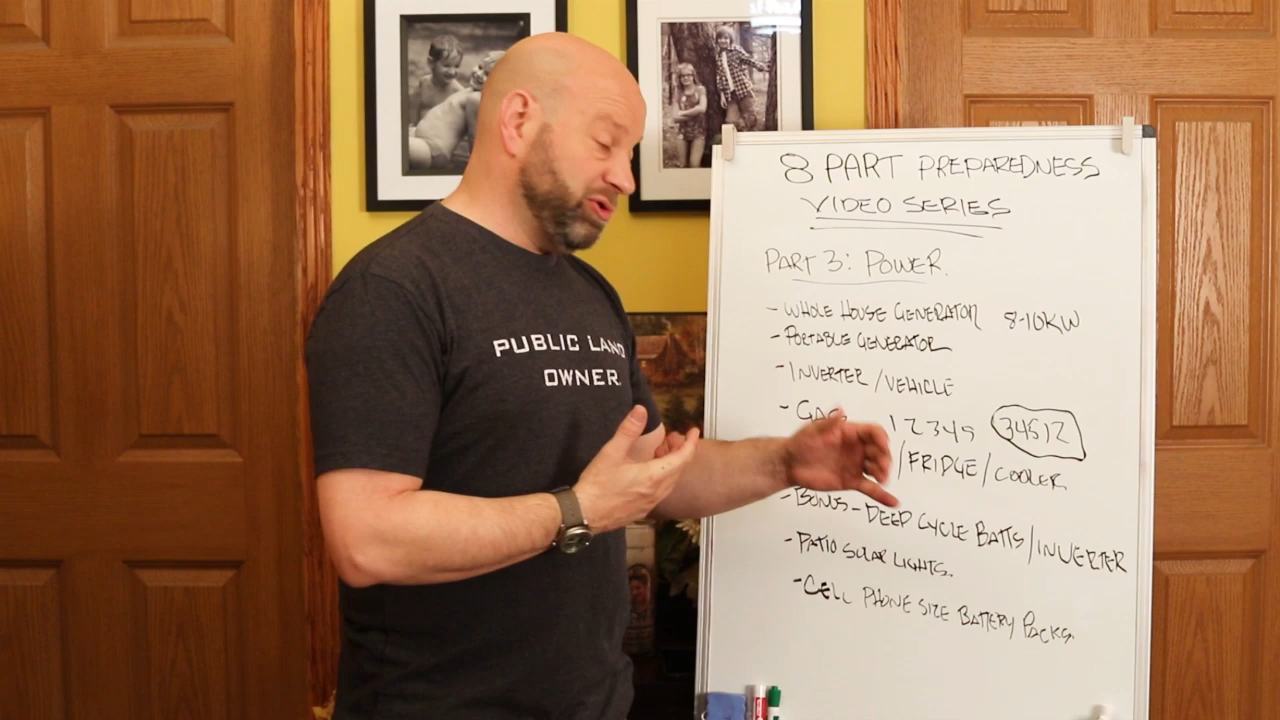 PUBLIC LAND
OWNER.
8 PART PREPAREDNESS
VIDEO SERIES
PART 3: POWER.
- WHOLE HOUSE GENERATOR 8-10KW
- PORTABLE GENERATOR
- INVERTER / VEHICLE
- GAS 12345 34512
/ FRIDGE / COOLER
- BONUS - DEEP CYCLE BATTS / INVERTER
- PATIO SOLAR LIGHTS.
- CELL PHONE SIZE BATTERY PACKS.